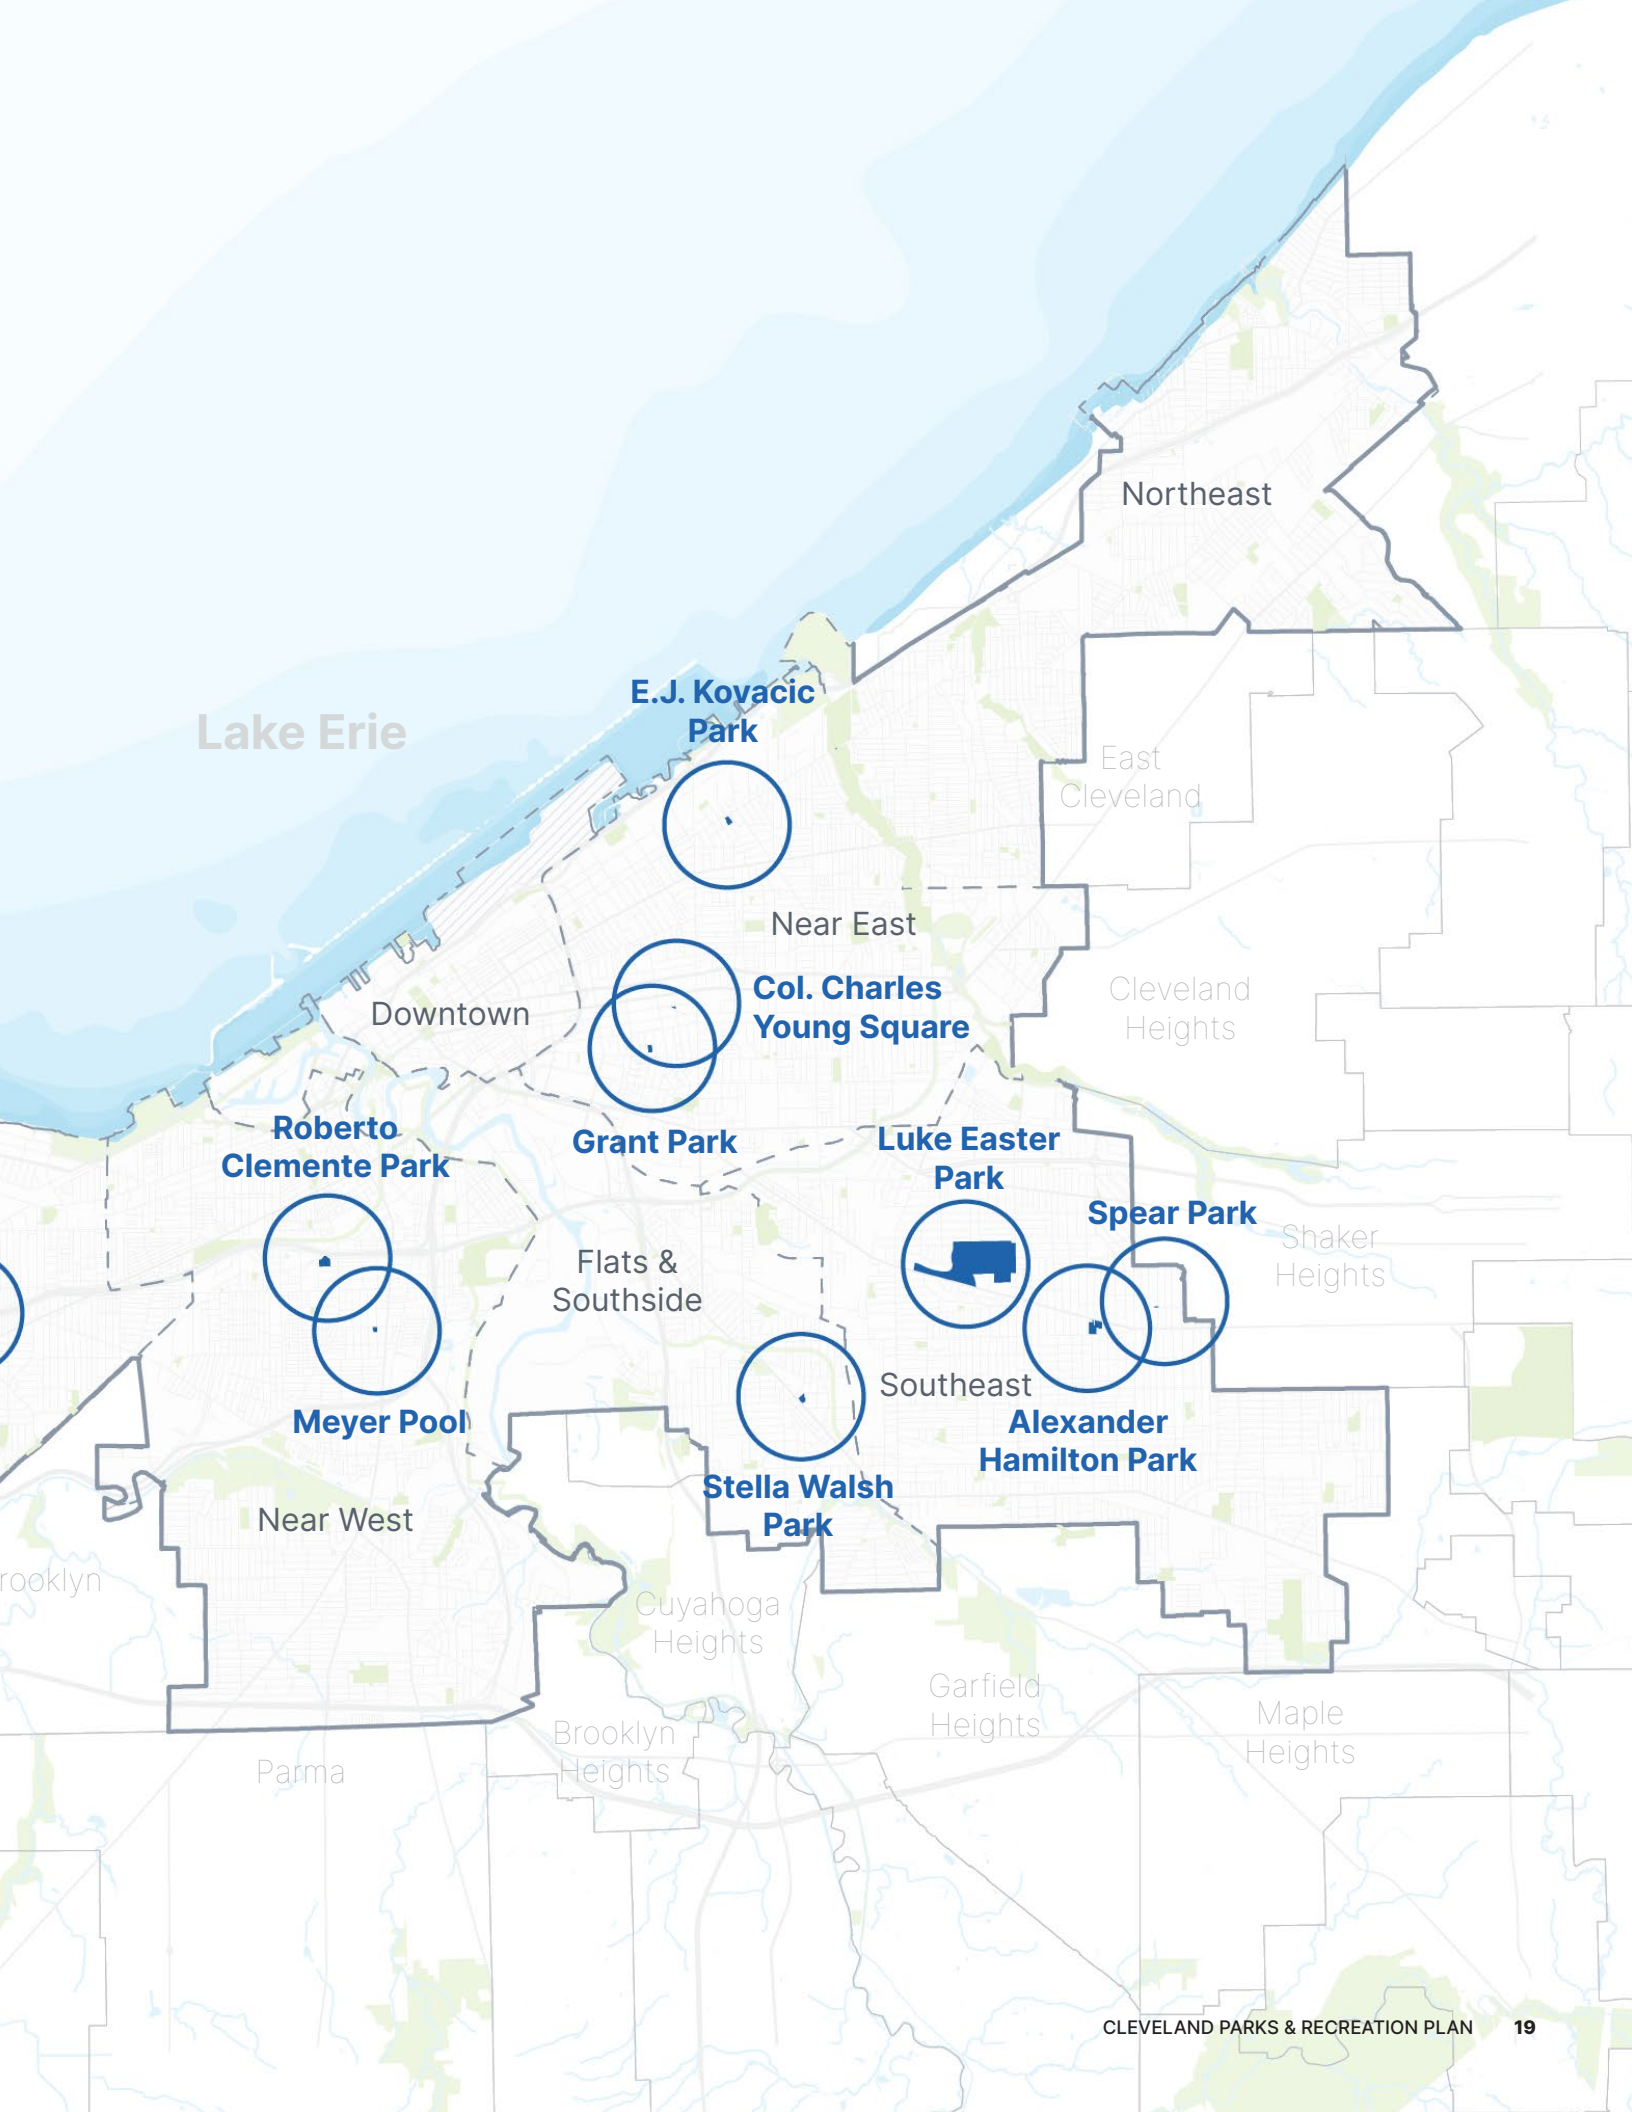 Northeast
E.J. Kovacic
Park
Lake Erie
East
Cleveland
Near East
Col. Charles
Young Square
Cleveland
Heights
Downtown
Roberto
Clemente Park
Grant Park
Luke Easter
Park
Spear Park
Shaker
Heights
Flats &
Southside
Southeast
Meyer Pool
Alexander
Hamilton Park
Stella Walsh
Park
Near West
rooklyn
Cuyahoga
Heights
Garfield
Heights
Maple
Heights
Brooklyn
Heights
Parma
CLEVELAND PARKS & RECREATION PLAN 19